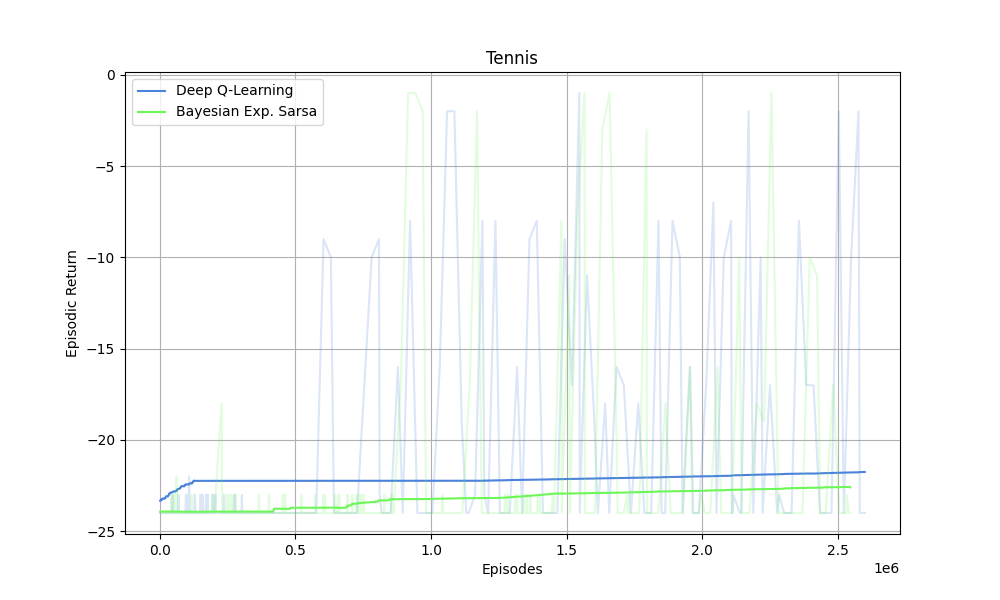 Tennis
Deep Q-Learning
Bayesian Exp. Sarsa
Episodic Return
0
−5
−10
−15
−20
−25
0.0 0.5 1.0 1.5 2.0 2.5
1e6
Episodes